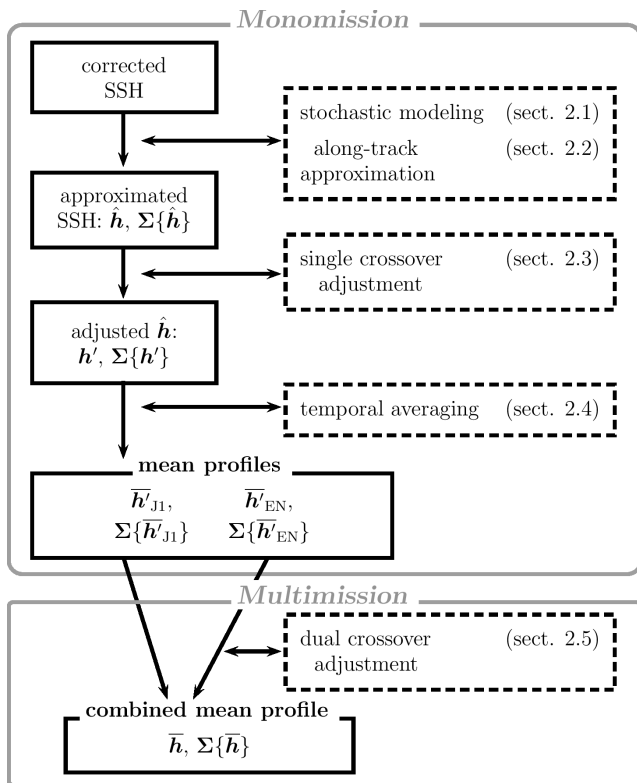 Monomission
corrected
SSH
stochastic modeling (sect. 2.1)
along-track (sect. 2.2)
approximation
approximated
SSH: ĥ, Σ{ĥ}
single crossover (sect. 2.3)
adjustment
adjusted ĥ:
h′, Σ{h′}
temporal averaging (sect. 2.4)
mean profiles
h̅′J1, h̅′EN,
Σ{h̅′J1} Σ{h̅′EN}
Multimission
dual crossover (sect. 2.5)
adjustment
combined mean profile
h̅, Σ{h̅}